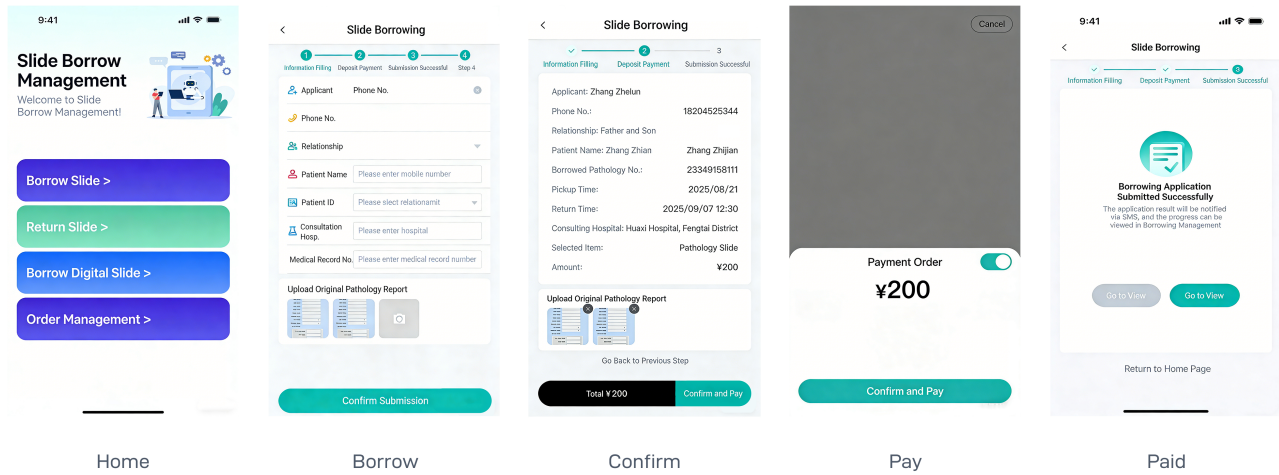 9:41
Slide Borrow
Management
Welcome to Slide
Borrow Management!
Borrow Slide >
Return Slide >
Borrow Digital Slide >
Order Management >
Home
Slide Borrowing
1 2 3 4
Information Filling Deposit Payment Submission Successful Step 4
Applicant Phone No.
Phone No.
Relationship
Patient Name Please enter mobile number
Patient ID Please slect relationamit
Consultation
Hosp. Please enter hospital
Medical Record No. Please enter medical record number
Upload Original Pathology Report
Confirm Submission
Borrow
Slide Borrowing
2 3
Information Filling Deposit Payment Submission Successful
Applicant: Zhang Zhelun
Phone No.: 18204525344
Relationship: Father and Son
Patient Name: Zhang Zhian Zhang Zhijian
Borrowed Pathology No.: 23349158111
Pickup Time: 2025/08/21
Return Time: 2025/09/07 12:30
Consulting Hospital: Huaxi Hospital, Fengtai District
Selected Item: Pathology Slide
Amount: ¥200
Upload Original Pathology Report
Go Back to Previous Step
Total ¥200 Confirm and Pay
Confirm
Cancel
Payment Order
¥200
Confirm and Pay
Pay
9:41
Slide Borrowing
3
Information Filling Deposit Payment Submission Successful
Borrowing Application
Submitted Successfully
The application result will be notified
via SMS, and the progress can be
viewed in Borrowing Management
Go to View Go to View
Return to Home Page
Paid